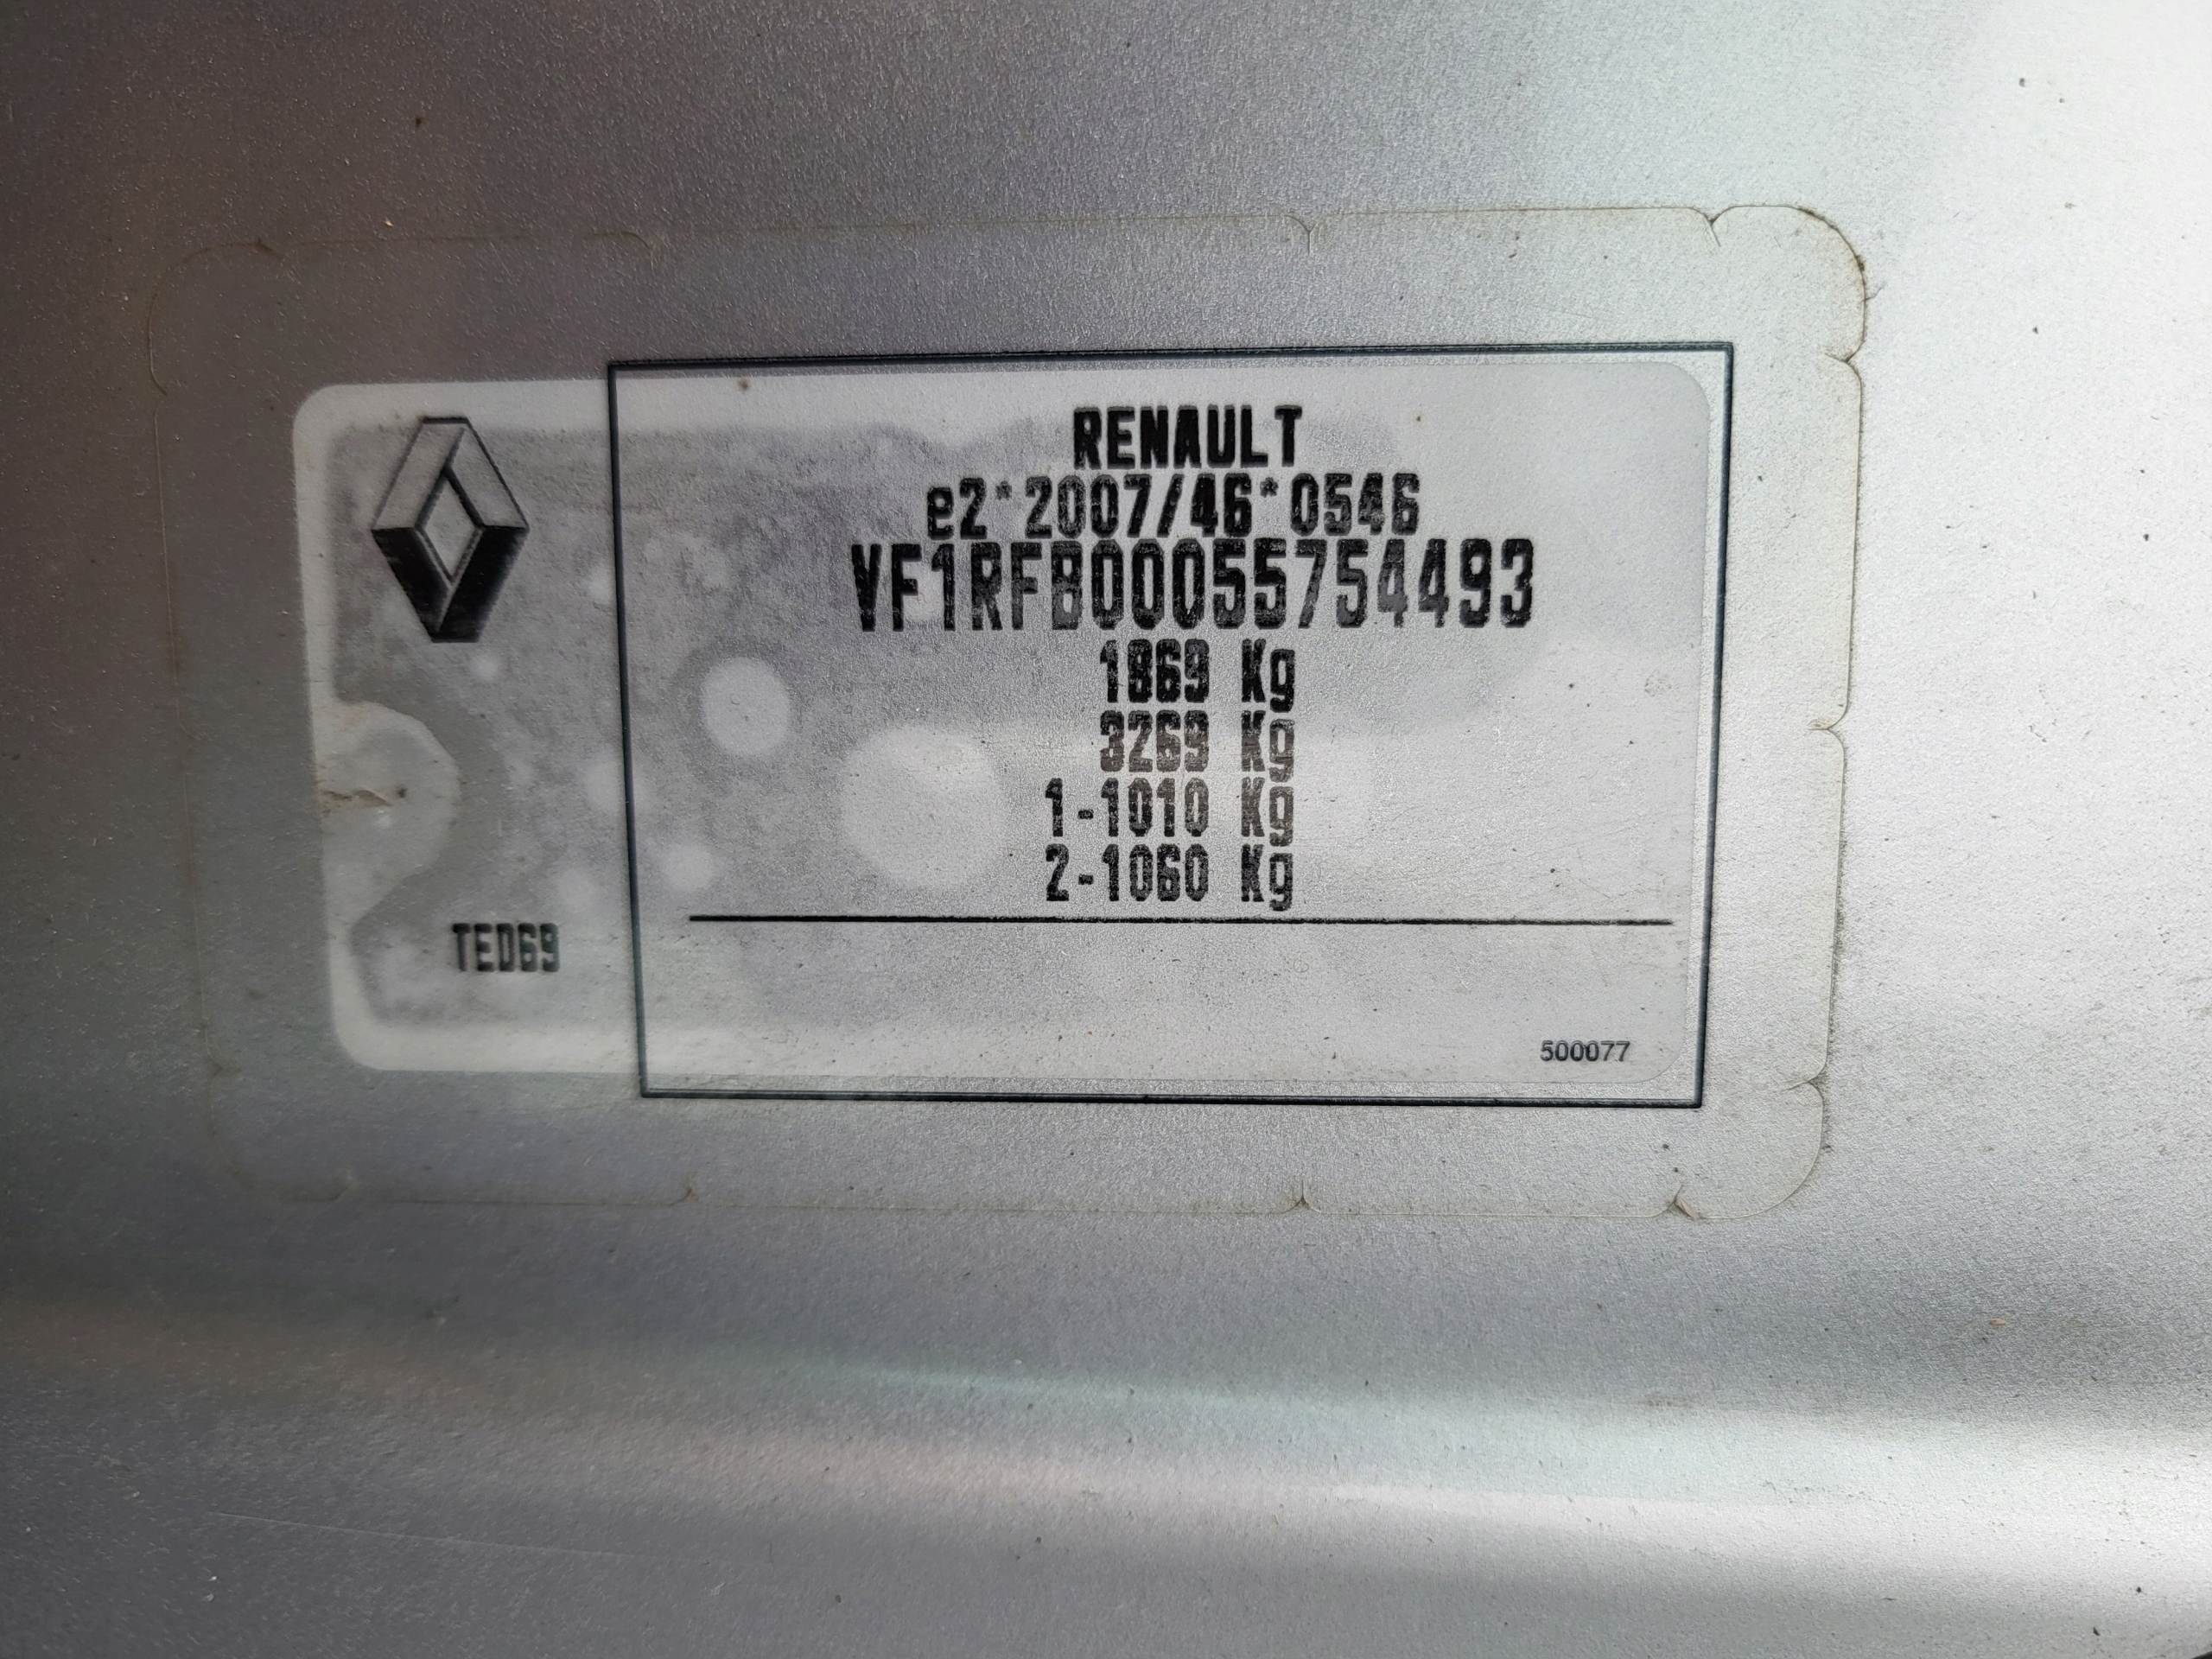 RENAULT
e2*2007/46*0546
VF1RFB00055754493
1869 Kg
3269 Kg
1-1010 Kg
2-1060 Kg
TED69
500077